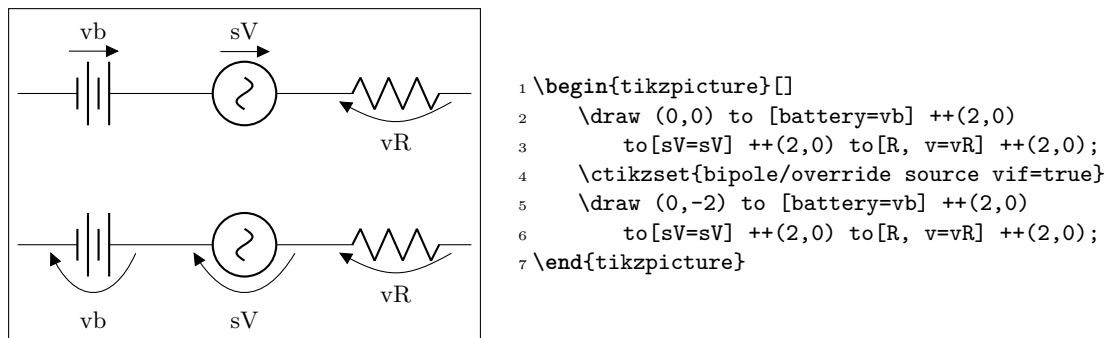 vb sV
vR
vb sV vR
1 \begin{tikzpicture}[]
2     \draw (0,0) to [battery=vb] ++(2,0)
3         to[sV=sV] ++(2,0) to[R, v=vR] ++(2,0);
4     \ctikzset{bipole/override source vif=true}
5     \draw (0,-2) to [battery=vb] ++(2,0)
6         to[sV=sV] ++(2,0) to[R, v=vR] ++(2,0);
7 \end{tikzpicture}